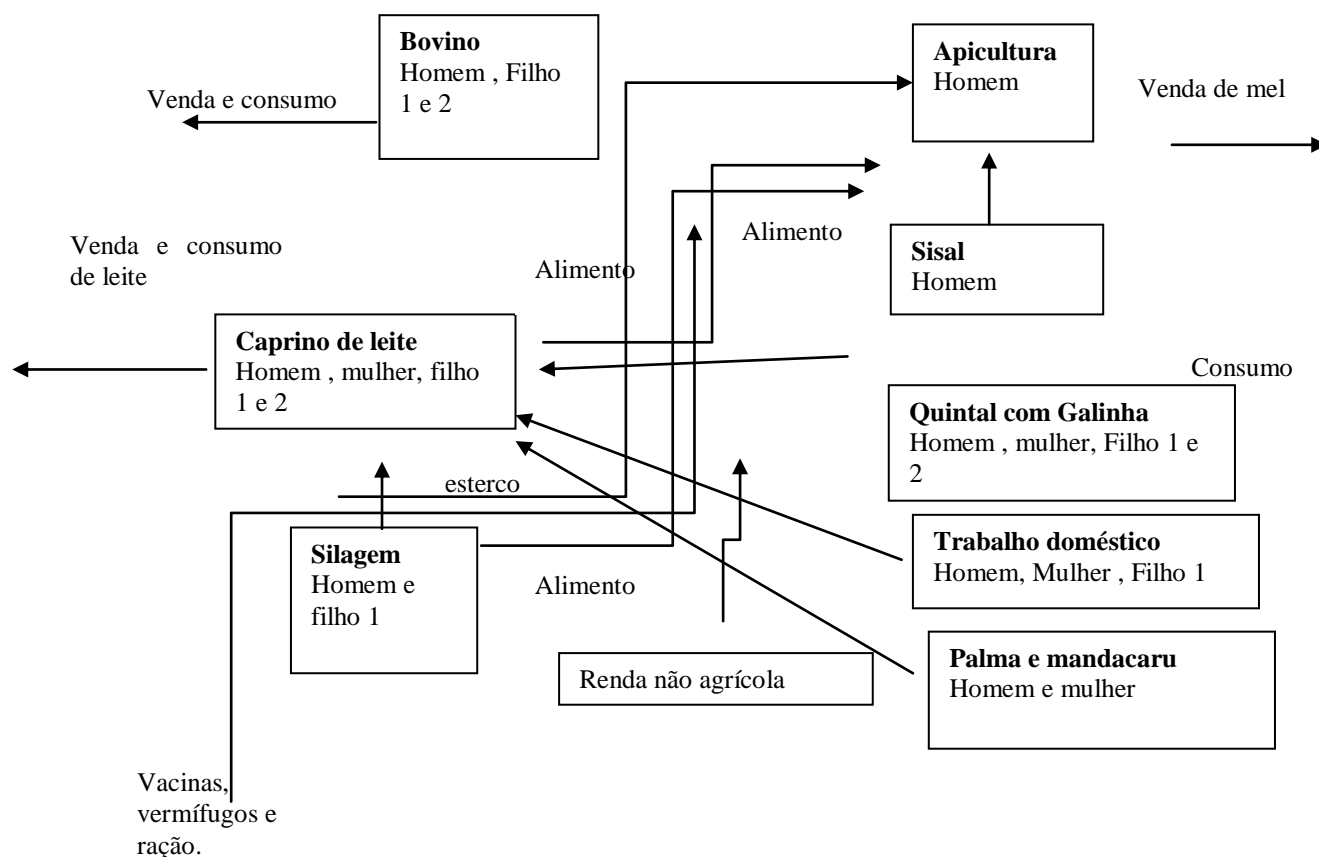 Bovino
Homem , Filho
1 e 2
Apicultura
Homem
Venda e consumo
Venda de mel
Venda e consumo
de leite
Alimento
Alimento
Sisal
Homem
Caprino de leite
Homem , mulher, filho
1 e 2
Consumo
Quintal com Galinha
Homem , mulher, Filho 1 e
2
esterco
Silagem
Homem e
filho 1
Alimento
Trabalho doméstico
Homem, Mulher , Filho 1
Renda não agrícola
Palma e mandacaru
Homem e mulher
Vacinas,
vermífugos e
ração.